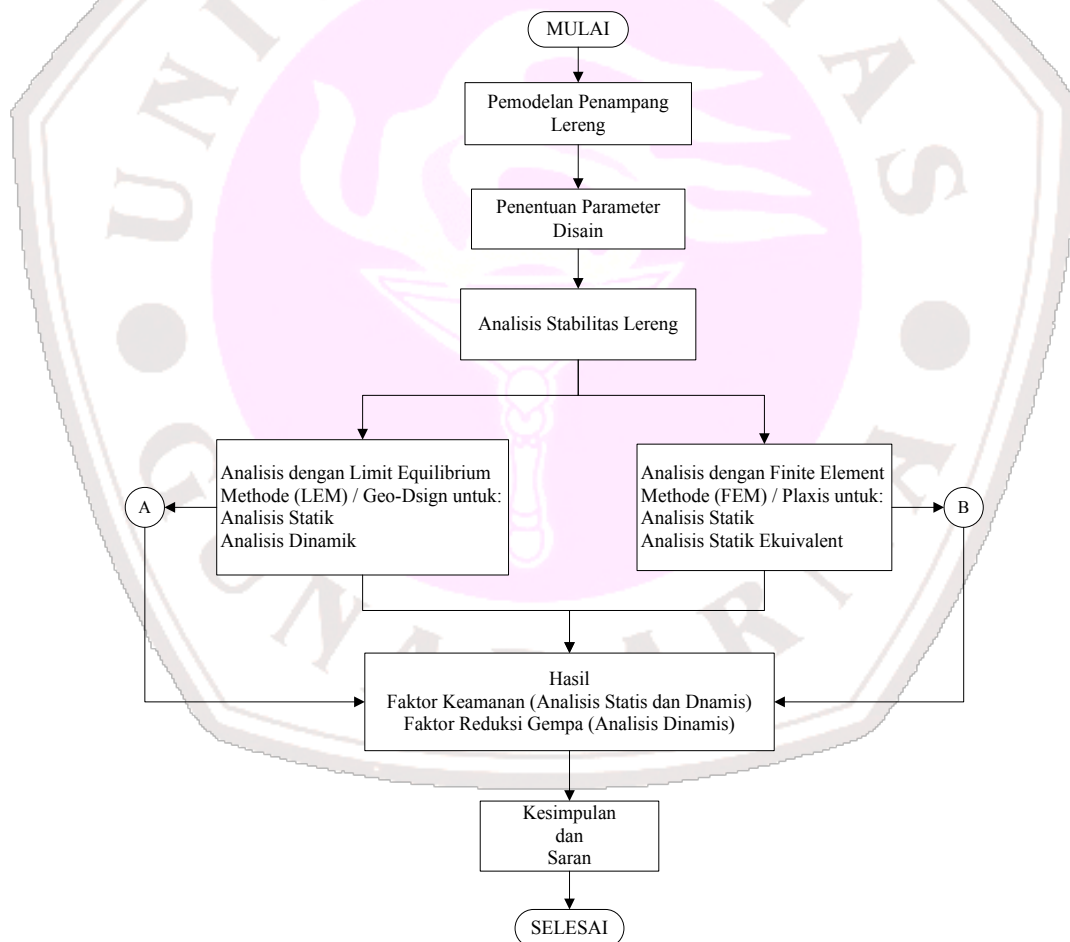 MULAI
Pemodelan Penampang
Lereng
Penentuan Parameter
Disain
Analisis Stabilitas Lereng
Analisis dengan Limit Equilibrium
Methode (LEM) / Geo-Dsign untuk:
Analisis Statik
Analisis Dinamik
Analisis dengan Finite Element
Methode (FEM) / Plaxis untuk:
Analisis Statik
Analisis Statik Ekuivalent
A
B
Hasil
Faktor Keamanan (Analisis Statis dan Dnamis)
Faktor Reduksi Gempa (Analisis Dinamis)
Kesimpulan
dan
Saran
SELESAI